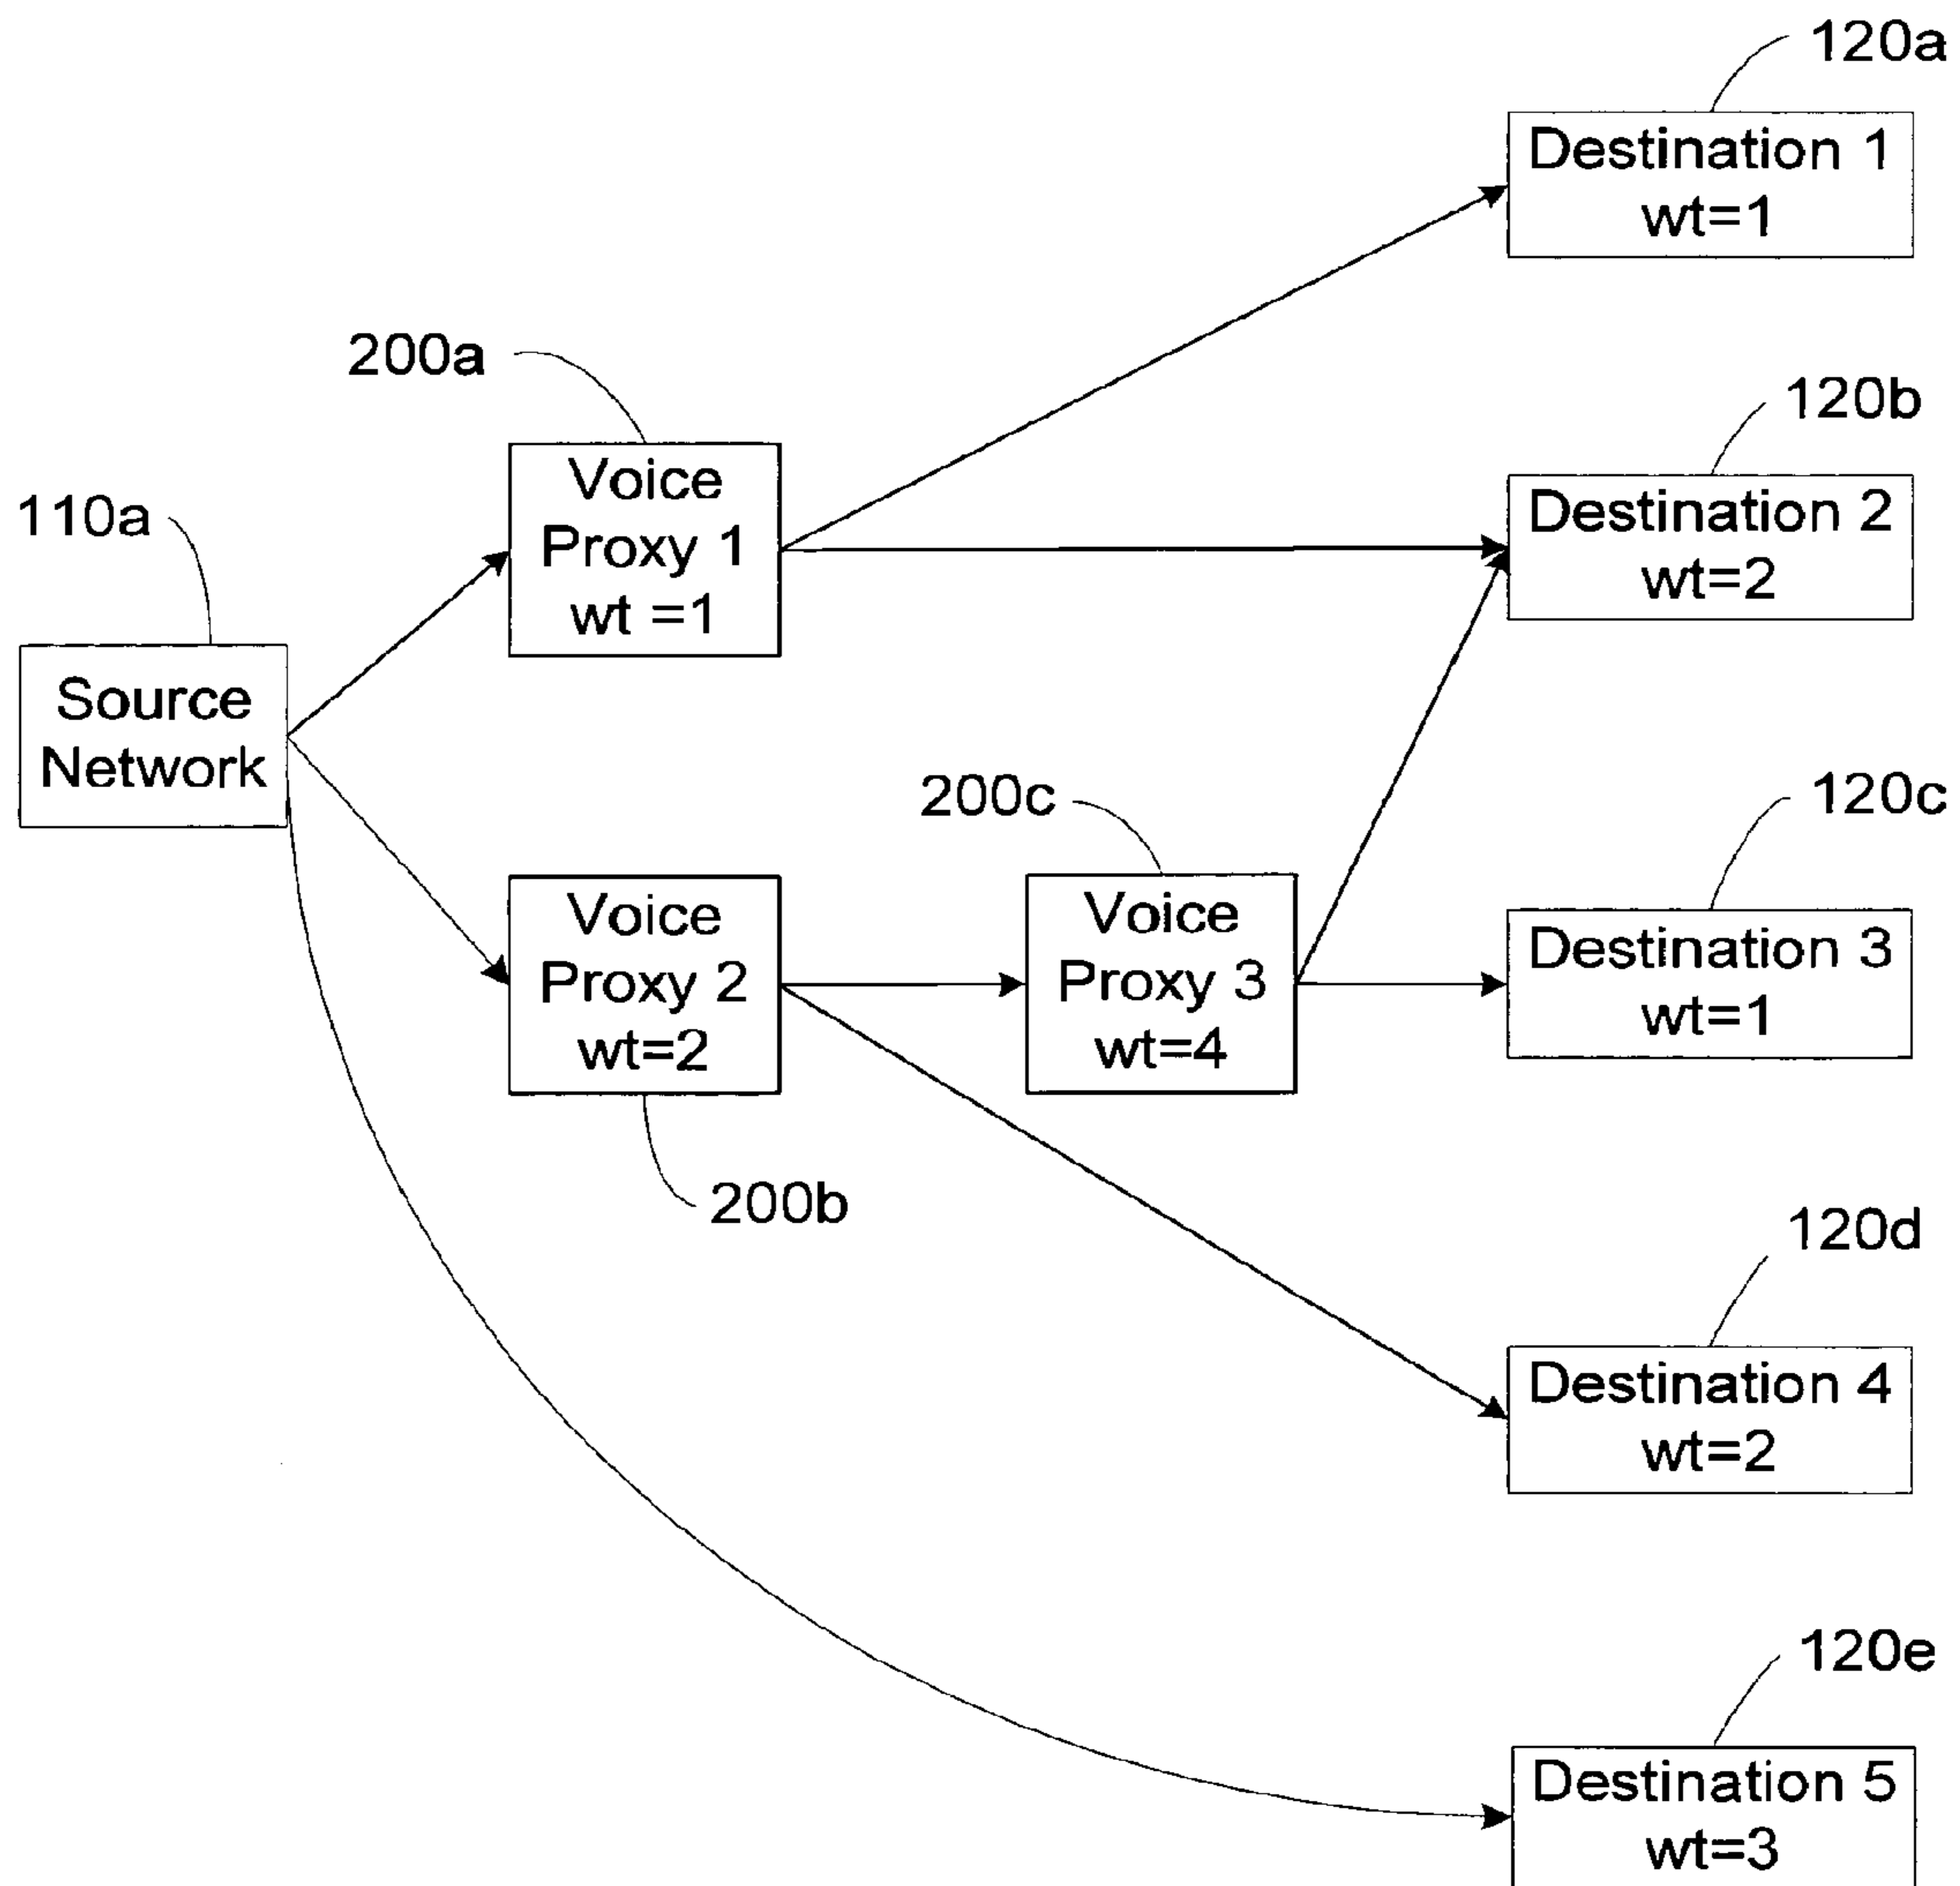 120a
Destination 1
wt=1
200a
120b
Voice
Proxy 1
wt =1
Destination 2
wt=2
110a
Source
Network
200c
120c
Voice
Proxy 2
wt=2
Voice
Proxy 3
wt=4
Destination 3
wt=1
200b
120d
Destination 4
wt=2
120e
Destination 5
wt=3